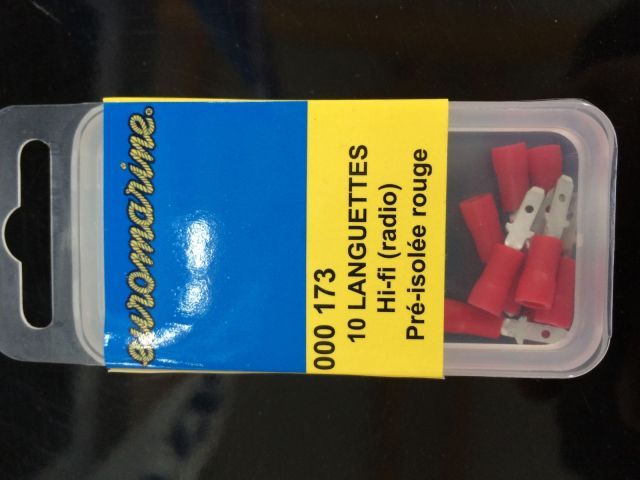 euromarine.
000 173
10 LANGUETTES
Hi-fi (radio)
Pré-isolée rouge